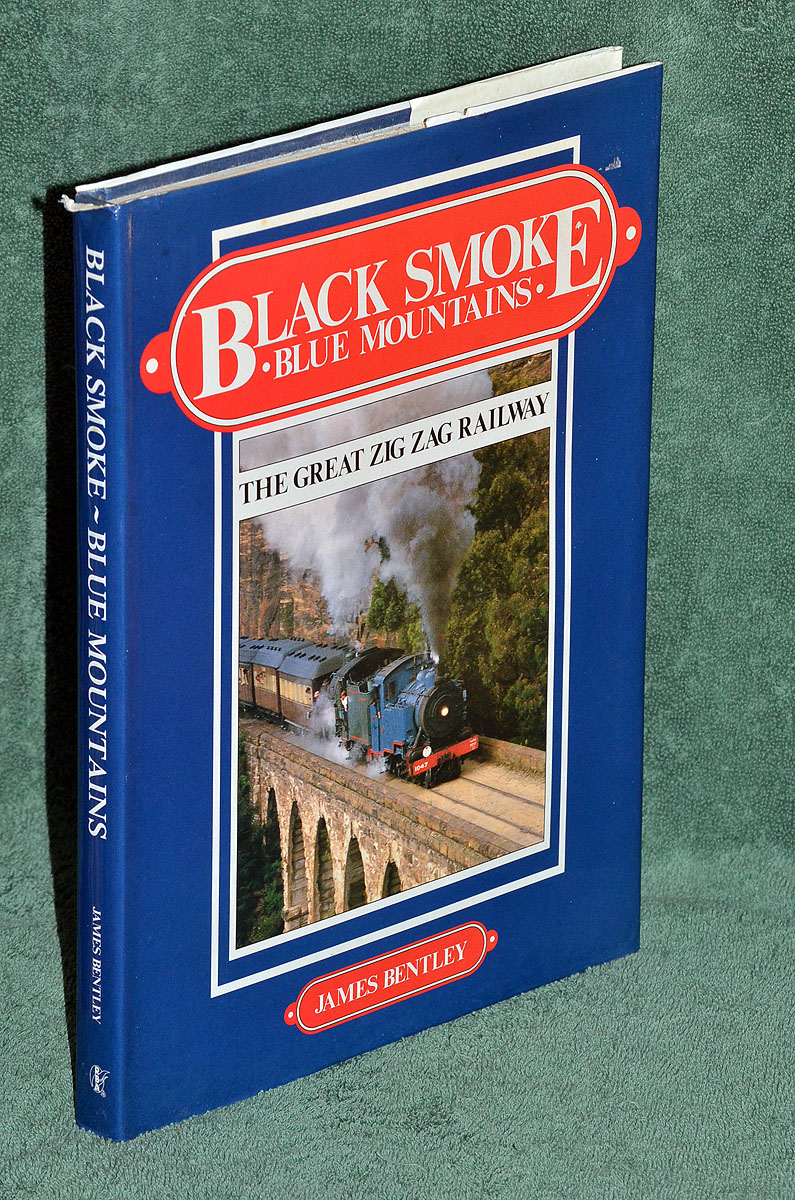 BLACK SMOKE
·BLUE MOUNTAINS·
THE GREAT ZIG ZAG RAILWAY
1047
JAMES BENTLEY
BLACK SMOKE~BLUE MOUNTAINS
JAMES BENTLEY